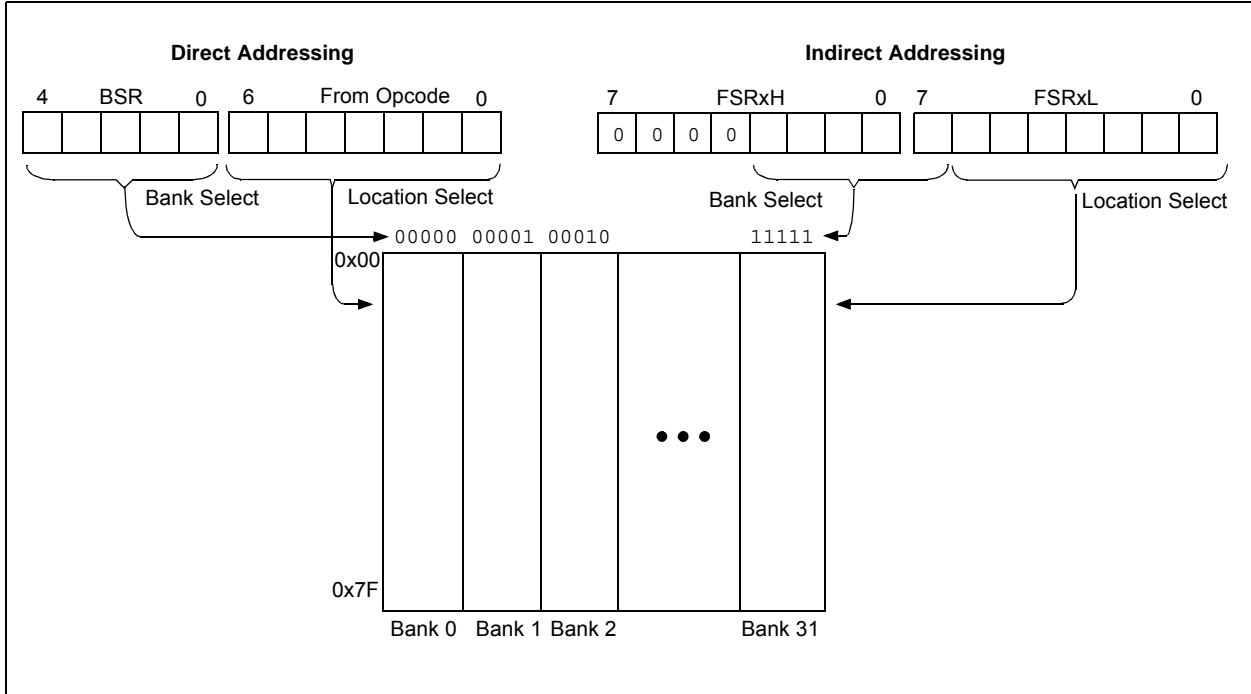 Direct Addressing
Indirect Addressing
4 BSR 0 6 From Opcode 0
7 FSRxH 0 7 FSRxL 0
0 0 0 0
Bank Select
Location Select
Bank Select
Location Select
00000 00001 00010 11111
0x00
0x7F
Bank 0 Bank 1 Bank 2 Bank 31